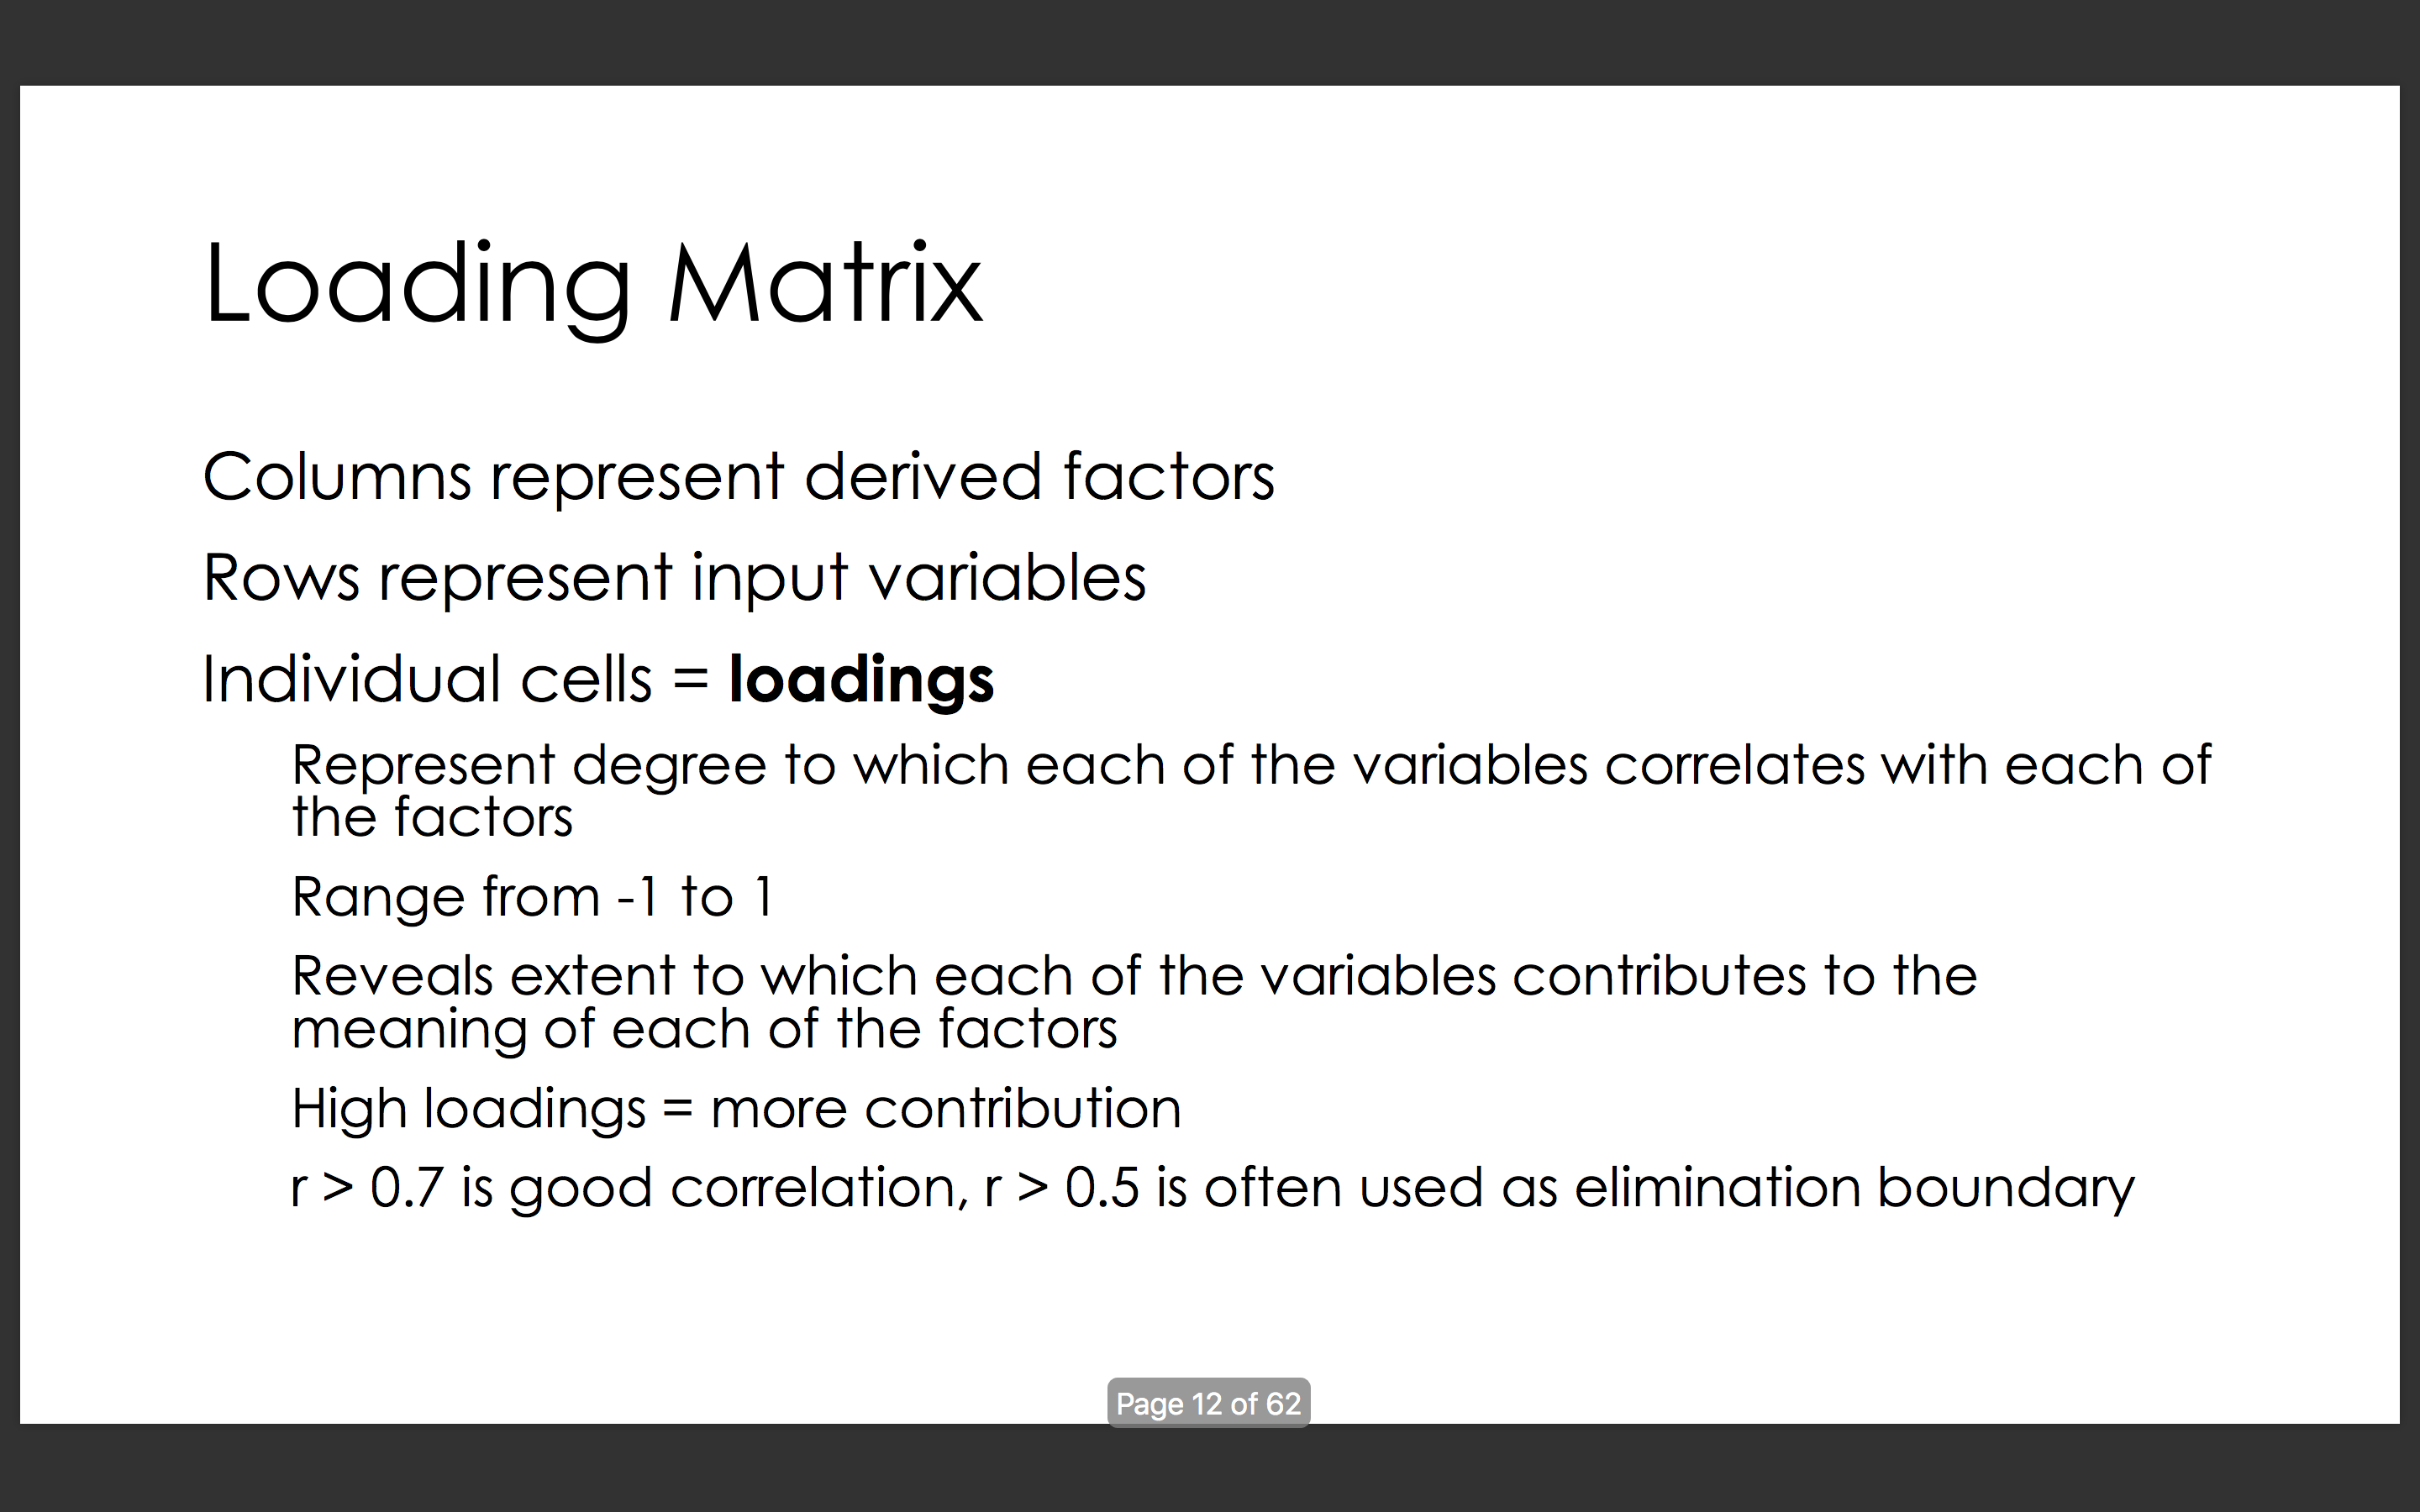 Loading Matrix
Columns represent derived factors
Rows represent input variables
Individual cells = loadings
Represent degree to which each of the variables correlates with each of
the factors
Range from -1 to 1
Reveals extent to which each of the variables contributes to the
meaning of each of the factors
High loadings = more contribution
r > 0.7 is good correlation, r > 0.5 is often used as elimination boundary
Page 12 of 62